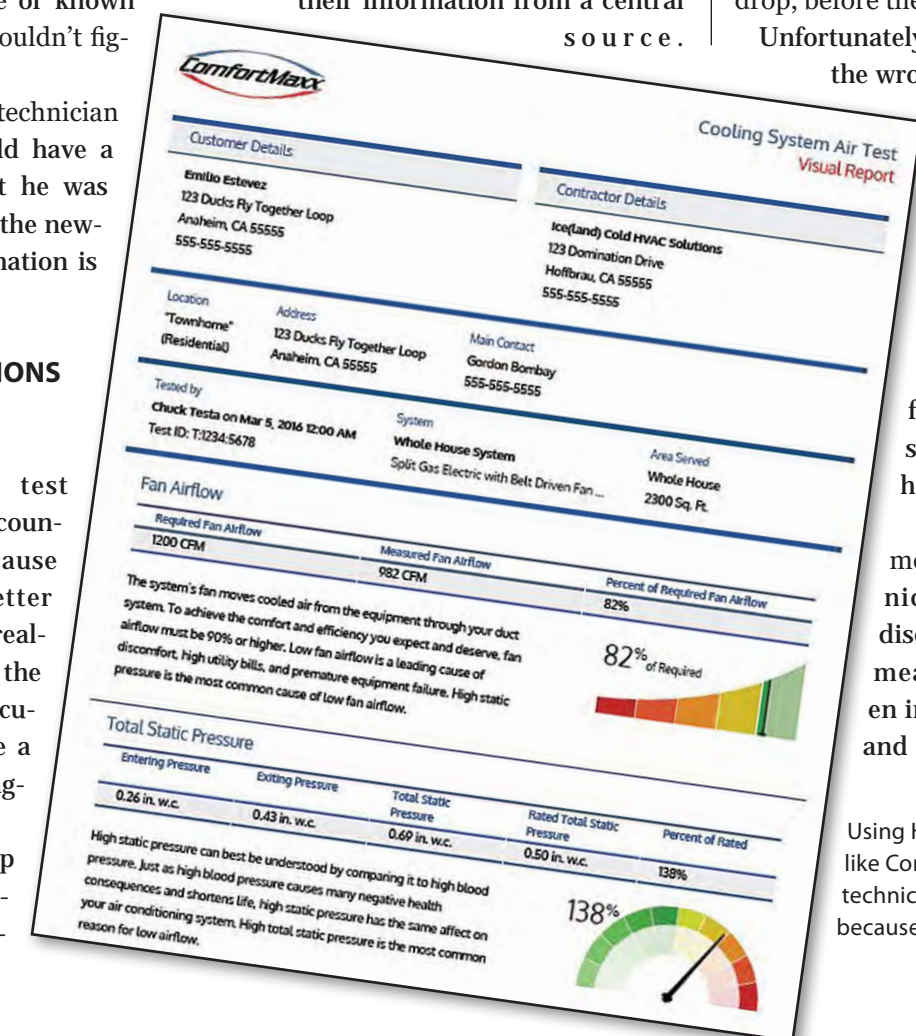 e or known
ouldn't fig-
technician
ld have a
t he was
the new-
nation is
IONS
test
coun-
ause
etter
real-
the
cu-
e a
g-
p
their information from a central
source.
drop, before the
Unfortunately
the wro
ComfortMaxx
Cooling System Air Test
Visual Report
Customer Details
Emilio Estevez
123 Ducks Fly Together Loop
Anaheim, CA 55555
555-555-5555
Contractor Details
Ice(land) Cold HVAC Solutions
123 Domination Drive
Hoffbrau, CA 55555
555-555-5555
Location
"Townhome"
(Residential)
Address
123 Ducks Fly Together Loop
Anaheim, CA 55555
Main Contact
Gordon Bombay
555-555-5555
Tested by
Chuck Testa on Mar 5, 2016 12:00 AM
Test ID: T:1234:5678
System
Whole House System
Split Gas Electric with Belt Driven Fan ...
Area Served
Whole House
2300 Sq. Ft.
Fan Airflow
Required Fan Airflow Measured Fan Airflow Percent of Required Fan Airflow
1200 CFM 982 CFM 82%
The system's fan moves cooled air from the equipment through your duct
system. To achieve the comfort and efficiency you expect and deserve, fan
airflow must be 90% or higher. Low fan airflow is a leading cause of
discomfort, high utility bills, and premature equipment failure. High static
pressure is the most common cause of low fan airflow.
82% of Required
Total Static Pressure
Entering Pressure Exiting Pressure Total Static Pressure Rated Total Static Pressure Percent of Rated
0.26 in. w.c. 0.43 in. w.c. 0.69 in. w.c. 0.50 in. w.c. 138%
High static pressure can best be understood by comparing it to high blood
pressure. Just as high blood pressure causes many negative health
consequences and shortens life, high static pressure has the same affect on
your air conditioning system. High total static pressure is the most common
reason for low airflow.
138%
f
s
h
me
nic
disc
mea
en in
and
Using H
like Con
technic
because